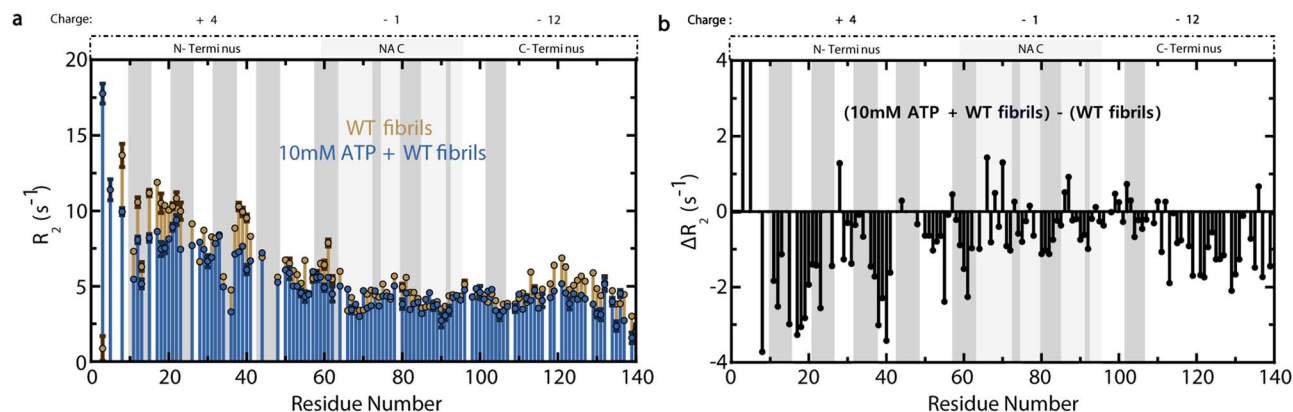 a
Charge: + 4 - 1 - 12
N-Terminus NAC C-Terminus
20
15
10
5
0
R2 (s-1)
WT fibrils
10mM ATP + WT fibrils
0 20 40 60 80 100 120 140
Residue Number
b
Charge : + 4 - 1 - 12
N-Terminus NAC C-Terminus
4
2
0
-2
-4
ΔR2 (s-1)
(10mM ATP + WT fibrils) - (WT fibrils)
0 20 40 60 80 100 120 140
Residue Number